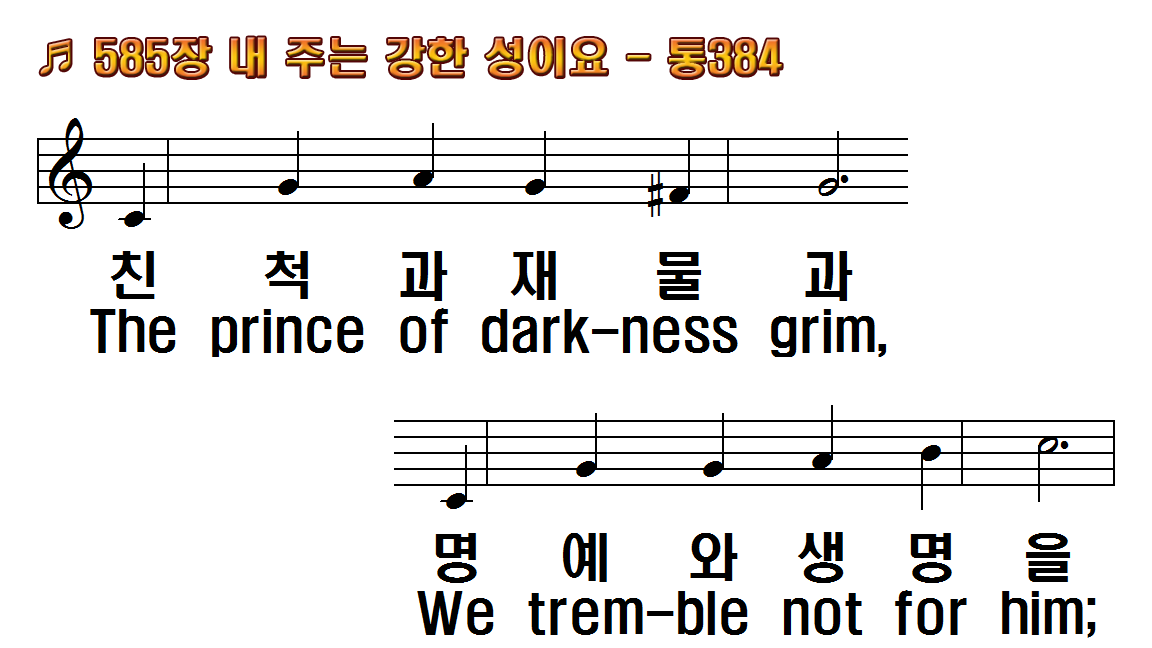 ♬ 585장 내 주는 강한 성이요 - 통384
친 척 과 재 물 과
The prince of dark-ness grim,
명 예 와 생 명 을
We trem-ble not for him;